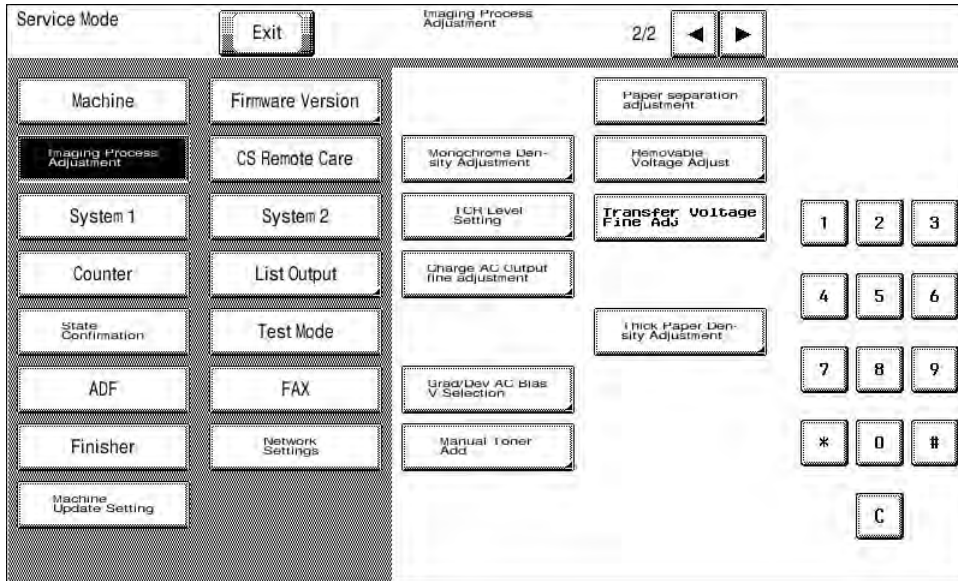 Service Mode
Exit
Imaging Process
Adjustment
2/2
Machine
Firmware Version
Imaging Process
Adjustment
CS Remote Care
System 1
System 2
Counter
List Output
State
Confirmation
Test Mode
ADF
FAX
Finisher
Network
Settings
Machine
Update Setting
Paper separation
adjustment
Monochrome Den-
sity Adjustment
Removable
Voltage Adjust
TCR Level
Setting
Transfer Voltage
Fine Adj
Charge AC Output
fine adjustment
Thick Paper Den-
sity Adjustment
Grad/Dev AC Bias
V Selection
Manual Toner
Add
1 2 3
4 5 6
7 8 9
* 0 #
C